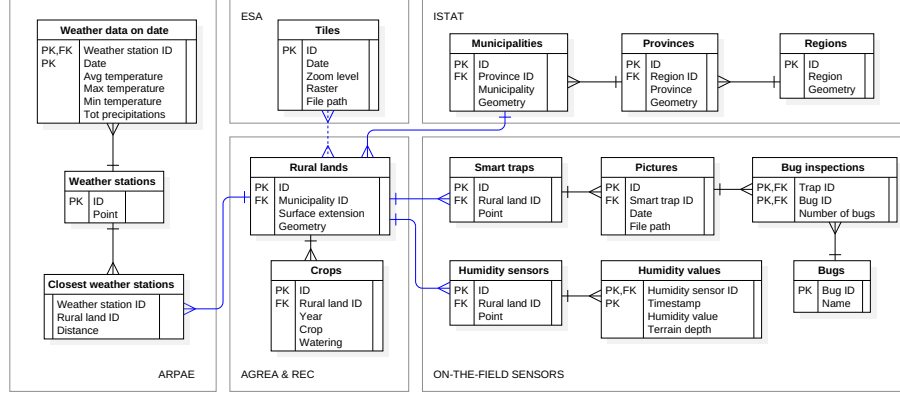 ESA
ISTAT
Weather data on date
PK,FK Weather station ID
PK Date
Avg temperature
Max temperature
Min temperature
Tot precipitations
Tiles
PK ID
Date
Zoom level
Raster
File path
Municipalities
PK ID
FK Province ID
Municipality
Geometry
Provinces
PK ID
FK Region ID
Province
Geometry
Regions
PK ID
Region
Geometry
Weather stations
PK ID
Point
Rural lands
PK ID
FK Municipality ID
Surface extension
Geometry
Smart traps
PK ID
FK Rural land ID
Point
Pictures
PK ID
FK Smart trap ID
Date
File path
Bug inspections
PK,FK Trap ID
PK,FK Bug ID
Number of bugs
Closest weather stations
Weather station ID
Rural land ID
Distance
Crops
PK ID
FK Rural land ID
Year
Crop
Watering
Humidity sensors
PK ID
FK Rural land ID
Point
Humidity values
PK,FK Humidity sensor ID
PK Timestamp
Humidity value
Terrain depth
Bugs
PK Bug ID
Name
ARPAE
AGREA & REC
ON-THE-FIELD SENSORS